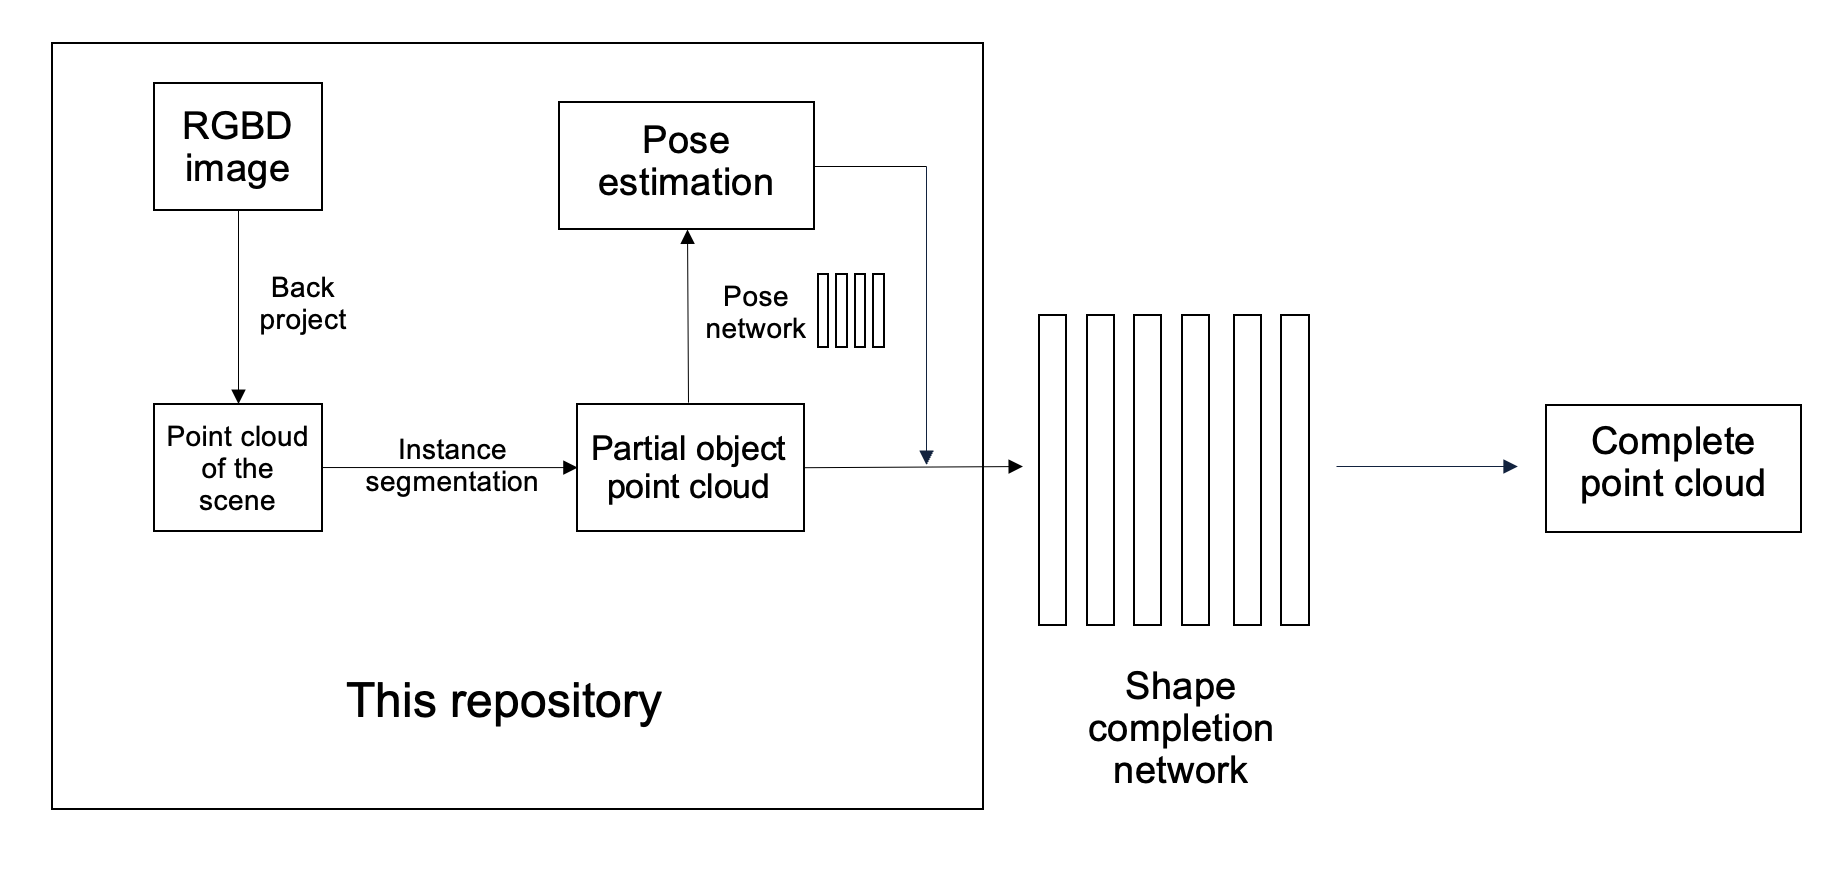 RGBD
image
Pose
estimation
Back
project
Pose
network
Point cloud
of the
scene
Instance
segmentation
Partial object
point cloud
Complete
point cloud
This repository
Shape
completion
network